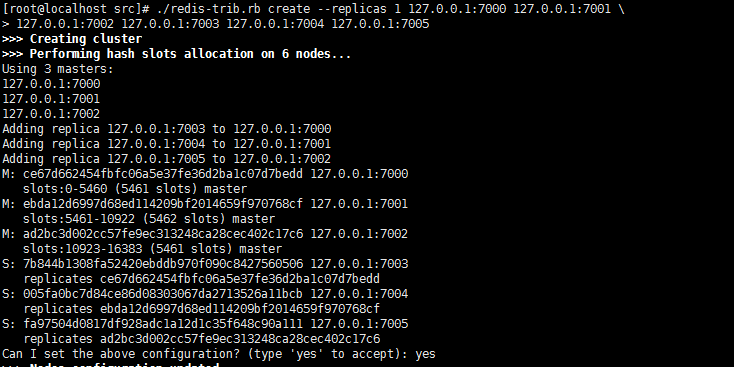 [root@localhost src]# ./redis-trib.rb create --replicas 1 127.0.0.1:7000 127.0.0.1:7001 \
> 127.0.0.1:7002 127.0.0.1:7003 127.0.0.1:7004 127.0.0.1:7005
>>> Creating cluster
>>> Performing hash slots allocation on 6 nodes...
Using 3 masters:
127.0.0.1:7000
127.0.0.1:7001
127.0.0.1:7002
Adding replica 127.0.0.1:7003 to 127.0.0.1:7000
Adding replica 127.0.0.1:7004 to 127.0.0.1:7001
Adding replica 127.0.0.1:7005 to 127.0.0.1:7002
M: ce67d662454fbfc06a5e37fe36d2ba1c07d7bedd 127.0.0.1:7000
   slots:0-5460 (5461 slots) master
M: ebda12d6997d68ed114209bf2014659f970768cf 127.0.0.1:7001
   slots:5461-10922 (5462 slots) master
M: ad2bc3d002cc57fe9ec313248ca28cec402c17c6 127.0.0.1:7002
   slots:10923-16383 (5461 slots) master
S: 7b844b1308fa52420ebddb970f090c8427560506 127.0.0.1:7003
   replicates ce67d662454fbfc06a5e37fe36d2ba1c07d7bedd
S: 005fa0bc7d84ce86d08303067da2713526a11bcb 127.0.0.1:7004
   replicates ebda12d6997d68ed114209bf2014659f970768cf
S: fa97504d0817df928adc1a12d1c35f648c90a111 127.0.0.1:7005
   replicates ad2bc3d002cc57fe9ec313248ca28cec402c17c6
Can I set the above configuration? (type 'yes' to accept): yes
>>> Nodes configuration updated